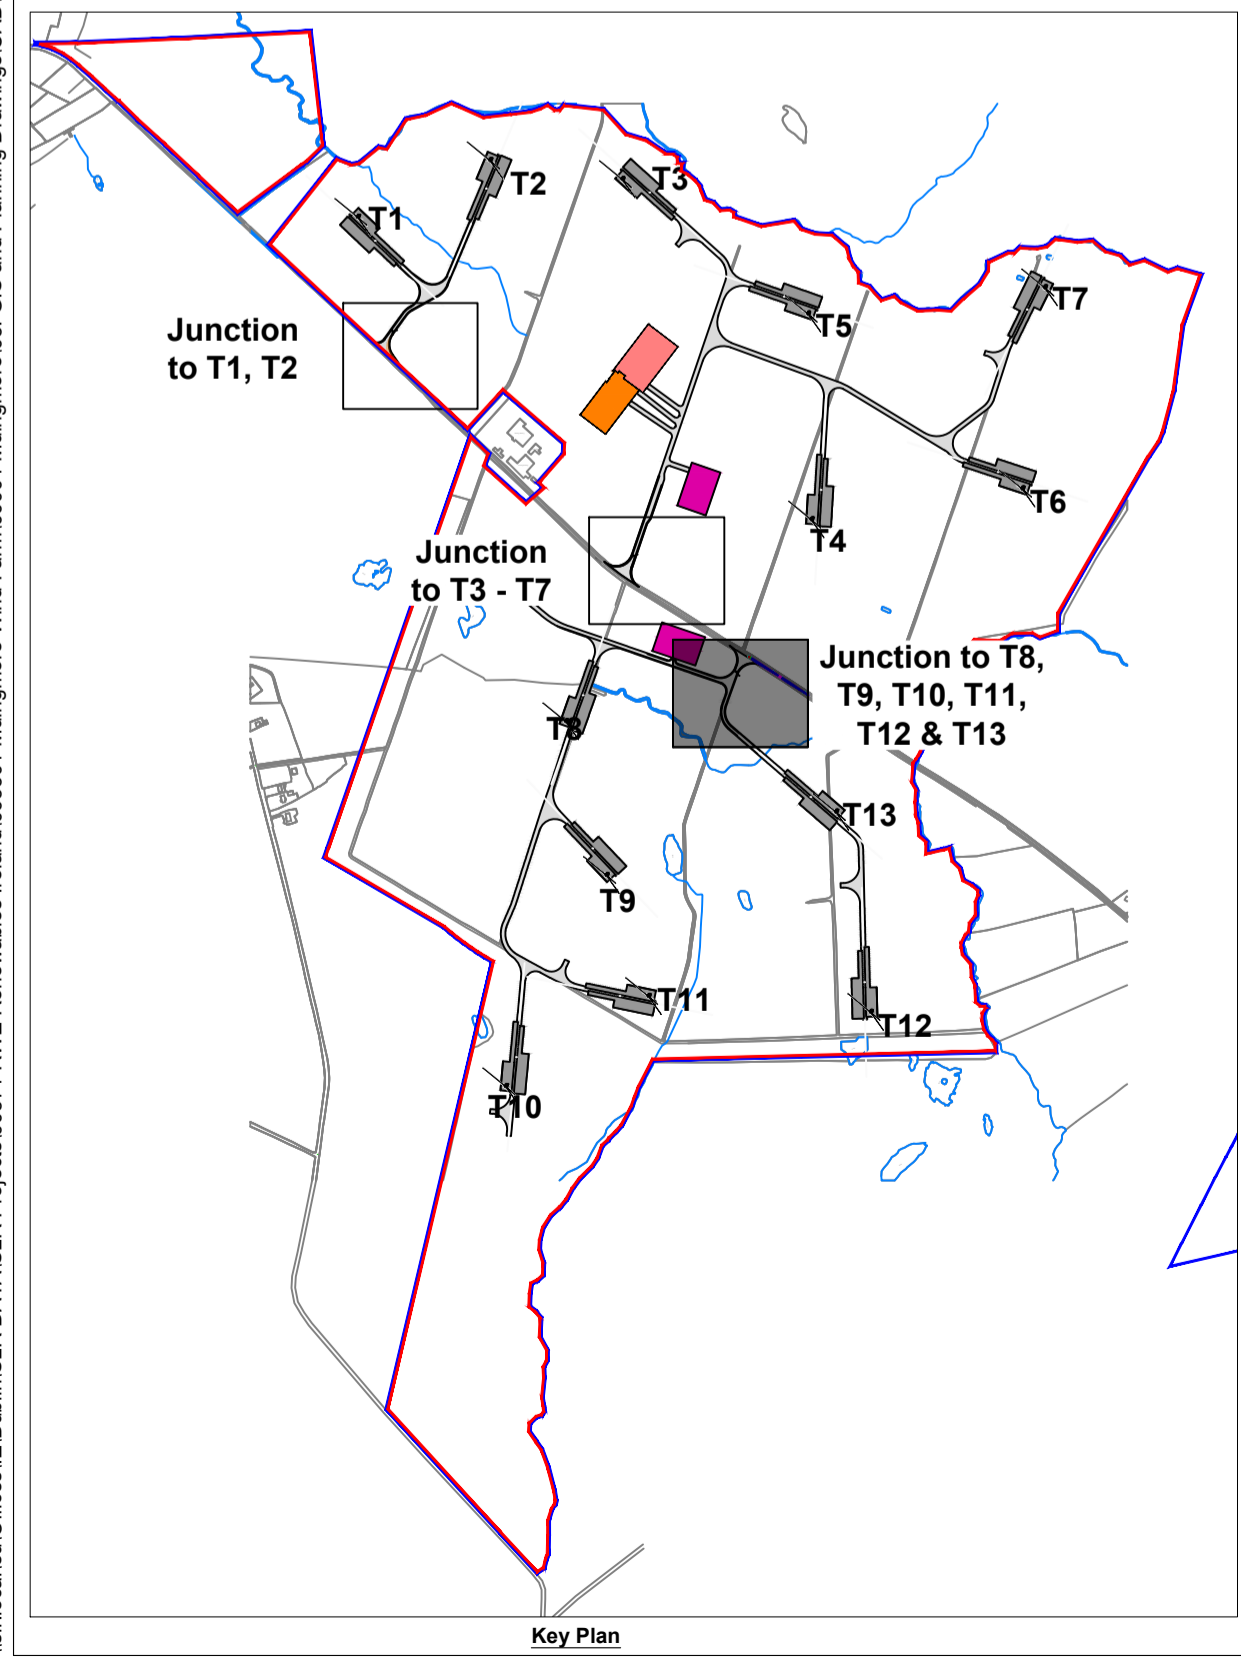 T2
T3
T1
T7
T5
Junction
to T1, T2
T6
T4
Junction
to T3 - T7
Junction to T8,
T9, T10, T11,
T12 & T13
T8
T13
T9
T11
T12
T10
Key Plan